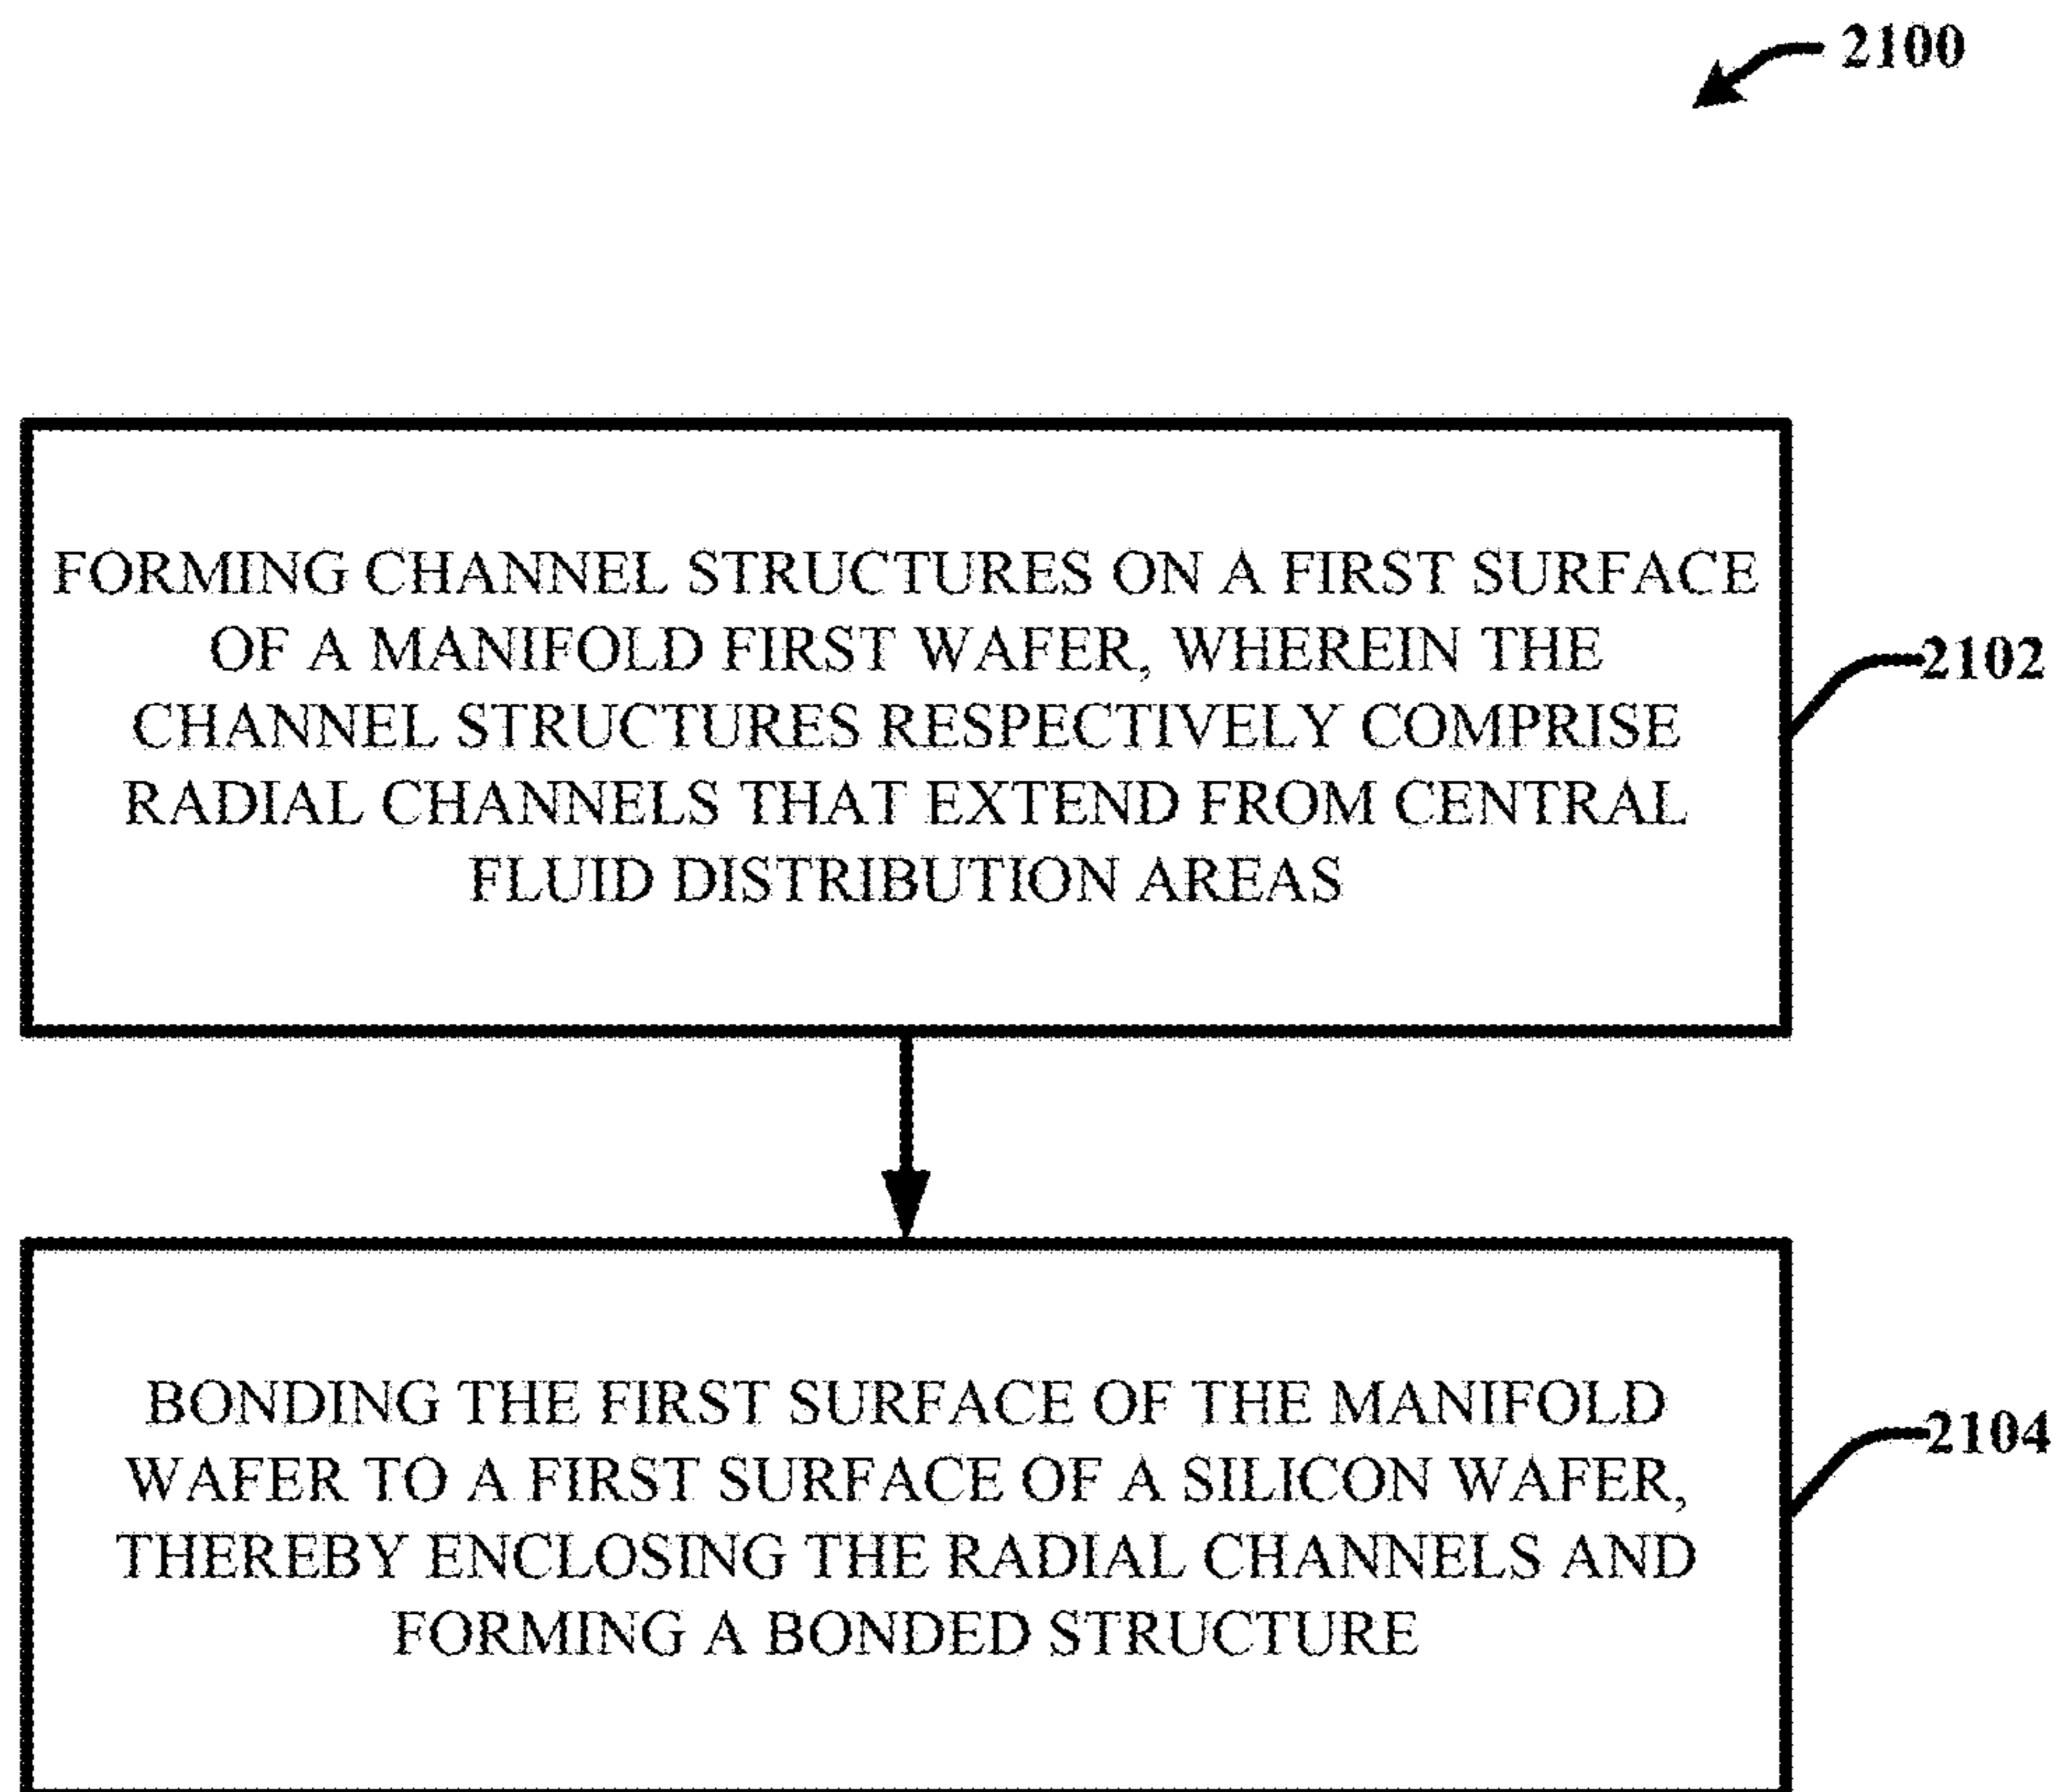 2100
FORMING CHANNEL STRUCTURES ON A FIRST SURFACE
OF A MANIFOLD FIRST WAFER, WHEREIN THE
CHANNEL STRUCTURES RESPECTIVELY COMPRISE
RADIAL CHANNELS THAT EXTEND FROM CENTRAL
FLUID DISTRIBUTION AREAS
2102
BONDING THE FIRST SURFACE OF THE MANIFOLD
WAFER TO A FIRST SURFACE OF A SILICON WAFER,
THEREBY ENCLOSING THE RADIAL CHANNELS AND
FORMING A BONDED STRUCTURE
2104